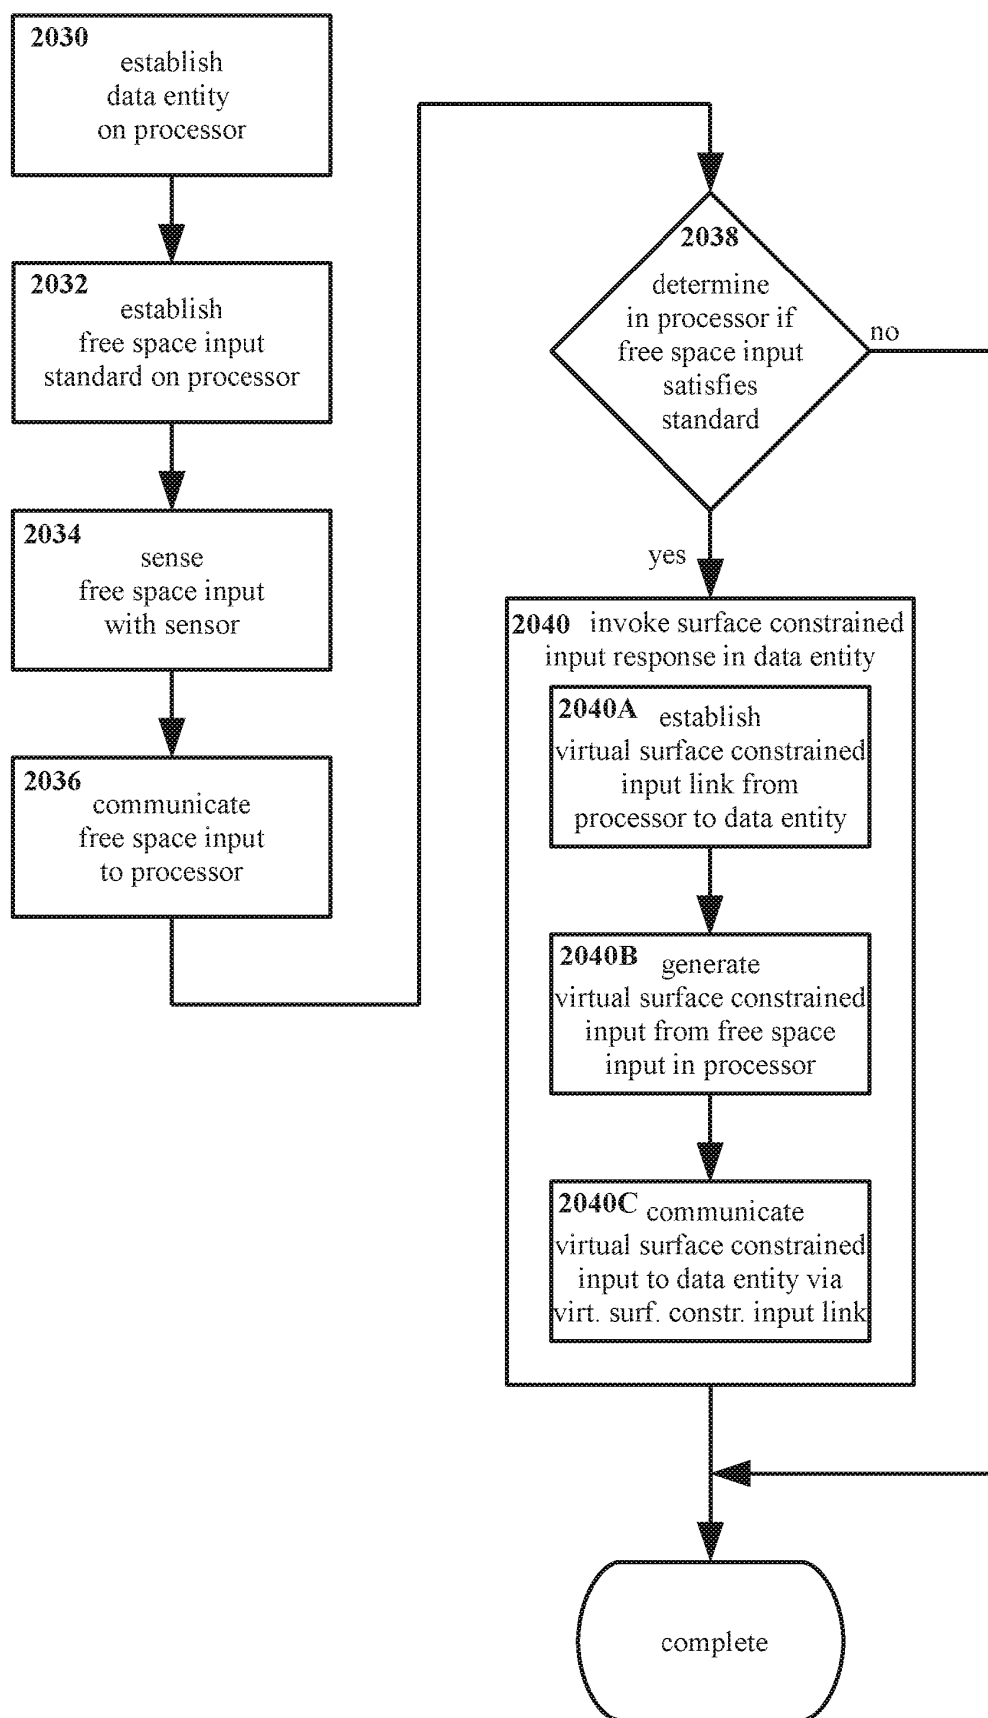 2030
establish
data entity
on processor
2032
establish
free space input
standard on processor
2034
sense
free space input
with sensor
2036
communicate
free space input
to processor
2038
determine
in processor if
free space input
satisfies
standard
no
yes
2040 invoke surface constrained
input response in data entity
2040A establish
virtual surface constrained
input link from
processor to data entity
2040B generate
virtual surface constrained
input from free space
input in processor
2040C communicate
virtual surface constrained
input to data entity via
virt. surf. constr. input link
complete